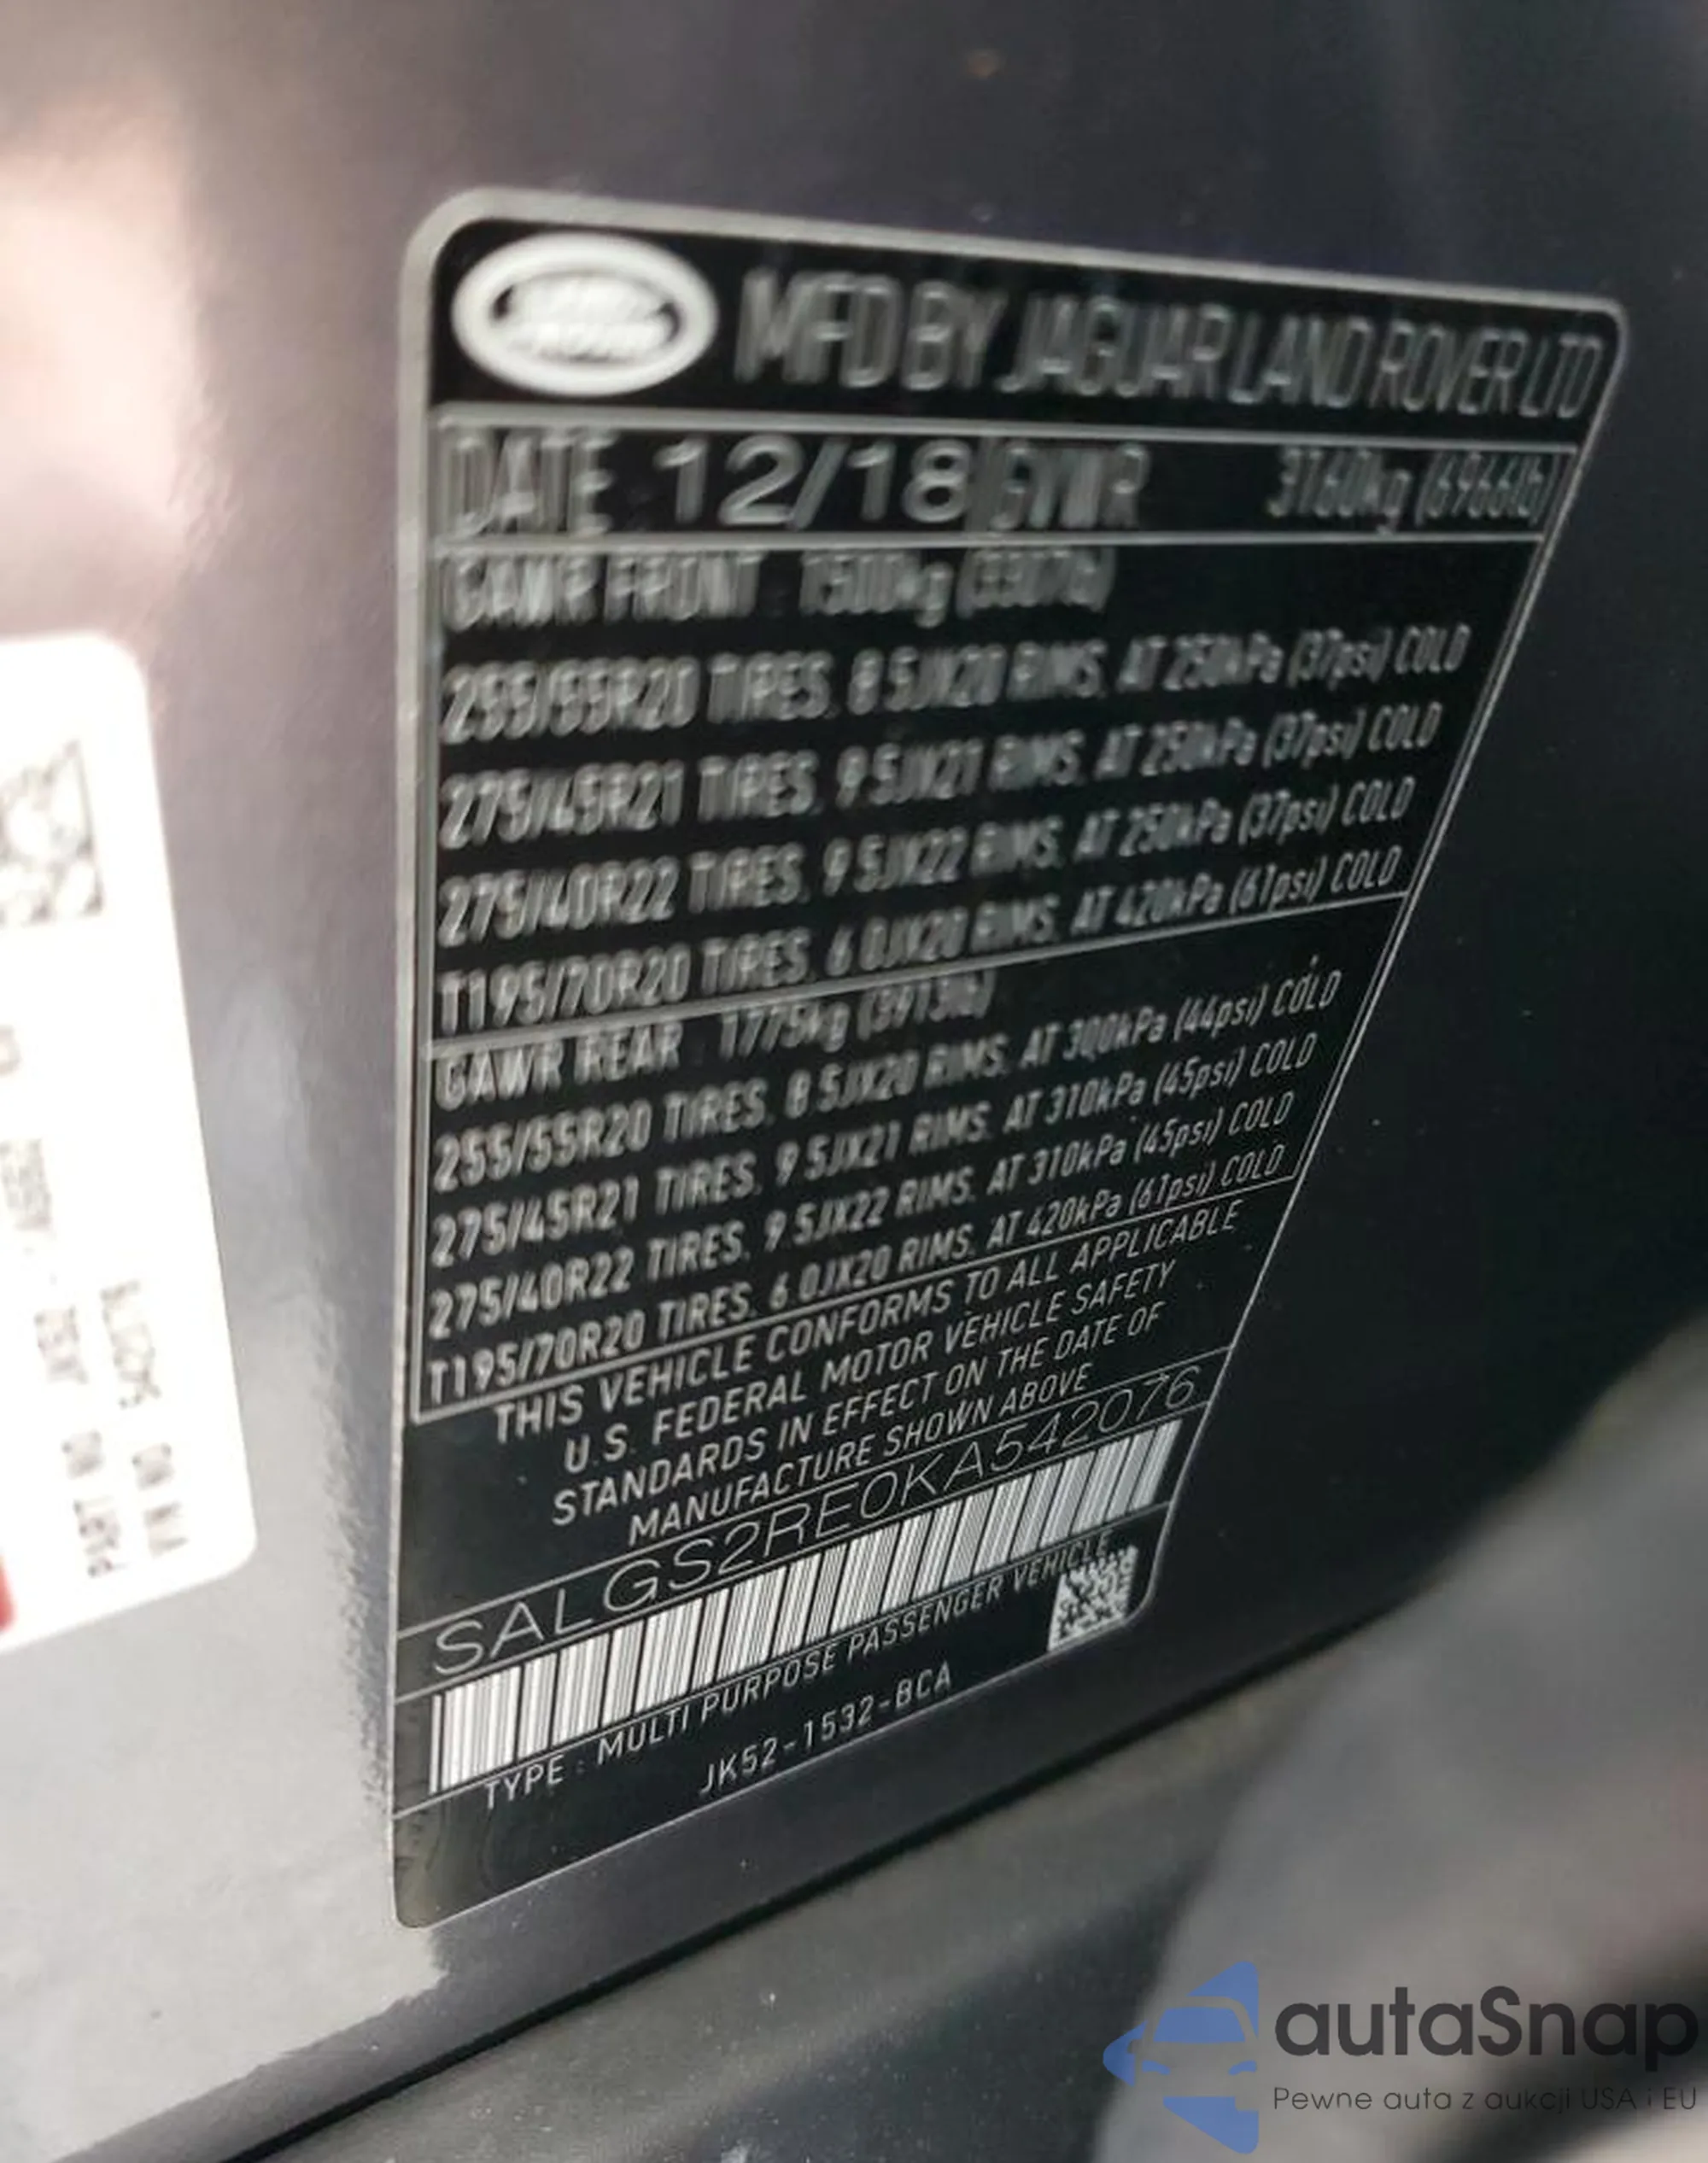 LAND ROVER
MFD BY JAGUAR LAND ROVER LTD
DATE 12/18 GVWR 3160kg (6966lb)
GAWR FRONT 1500kg (3307lb)
255/55R20 TIRES. 8.5JX20 RIMS. AT 250kPa (37psi) COLD
275/45R21 TIRES. 9.5JX21 RIMS. AT 250kPa (37psi) COLD
275/40R22 TIRES. 9.5JX22 RIMS. AT 250kPa (37psi) COLD
T195/70R20 TIRES. 6.0JX20 RIMS. AT 420kPa (61psi) COLD
GAWR REAR 1775kg (3913lb)
255/55R20 TIRES. 8.5JX20 RIMS. AT 300kPa (44psi) COLD
275/45R21 TIRES. 9.5JX21 RIMS. AT 310kPa (45psi) COLD
275/40R22 TIRES. 9.5JX22 RIMS. AT 310kPa (45psi) COLD
T195/70R20 TIRES. 6.0JX20 RIMS. AT 420kPa (61psi) COLD
THIS VEHICLE CONFORMS TO ALL APPLICABLE
U.S. FEDERAL MOTOR VEHICLE SAFETY
STANDARDS IN EFFECT ON THE DATE OF
MANUFACTURE SHOWN ABOVE
SALGS2RE0KA542076
TYPE : MULTI PURPOSE PASSENGER VEHICLE
JK52-1532-BCA
autaSnap
Pewne auta z aukcji USA i EU